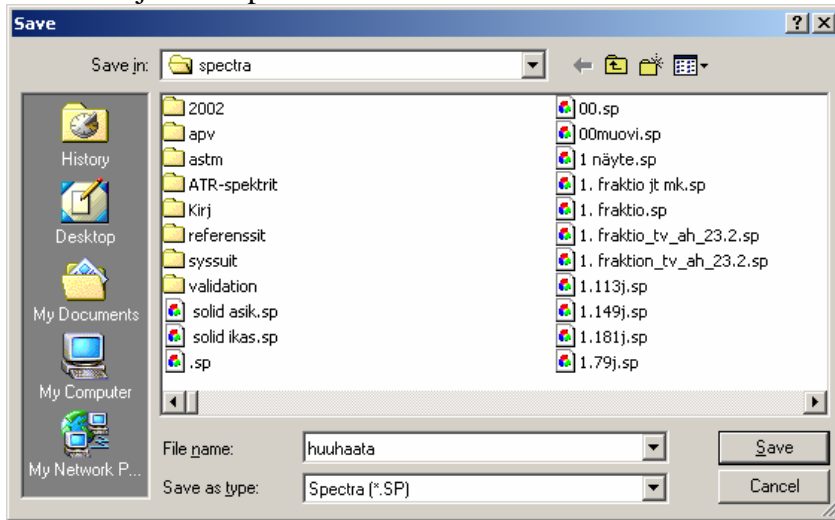 Save
Save in: spectra
History
Desktop
My Documents
My Computer
My Network P...
2002
apv
astm
ATR-spektrit
Kirj
referenssit
syssuit
validation
solid asik.sp
solid ikas.sp
.sp
00.sp
00muovi.sp
1 näyte.sp
1. fraktio jt mk.sp
1. fraktio.sp
1. fraktio_tv_ah_23.2.sp
1. fraktion_tv_ah_23.2.sp
1.113j.sp
1.149j.sp
1.181j.sp
1.79j.sp
File name: huuhaata
Save
Save as type: Spectra (*.SP)
Cancel